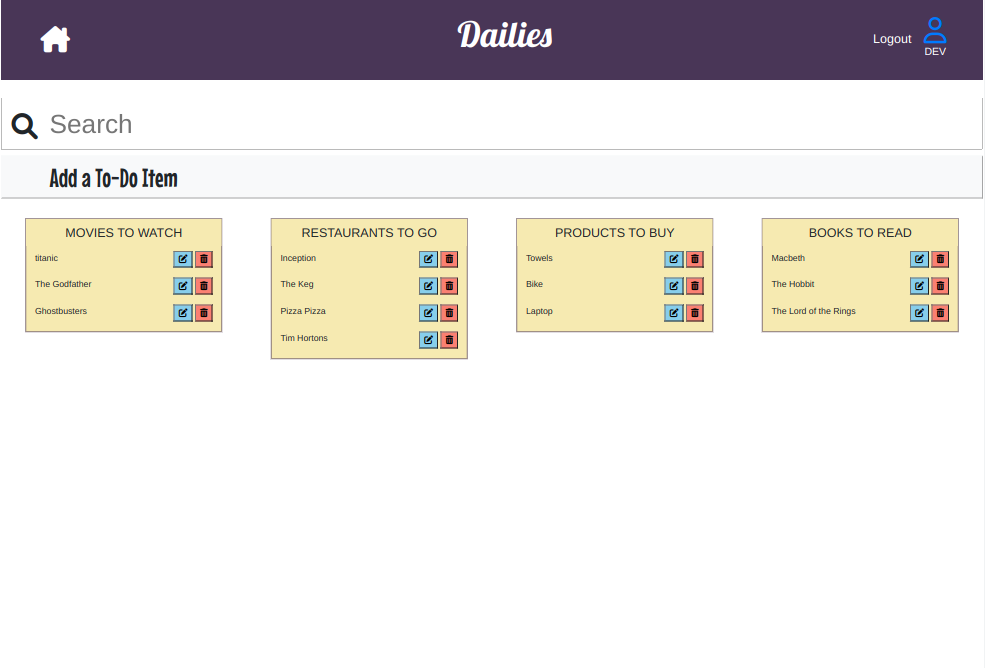 Dailies
Logout
DEV
Search
Add a To-Do Item
MOVIES TO WATCH
titanic
The Godfather
Ghostbusters
RESTAURANTS TO GO
Inception
The Keg
Pizza Pizza
Tim Hortons
PRODUCTS TO BUY
Towels
Bike
Laptop
BOOKS TO READ
Macbeth
The Hobbit
The Lord of the Rings